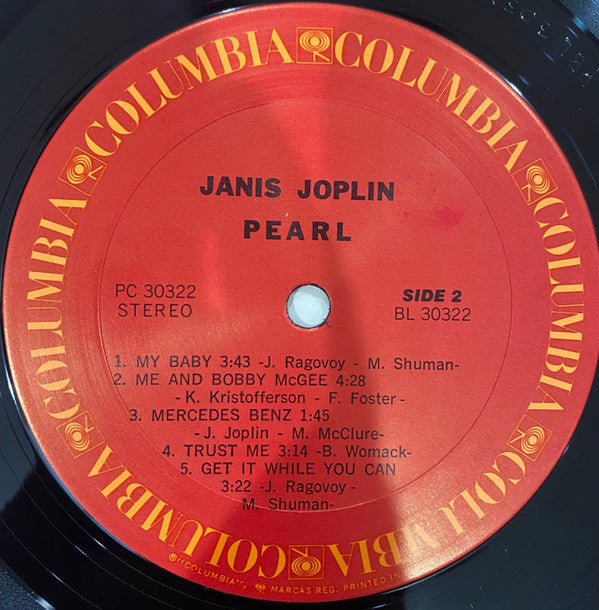 COLUMBIA COLUMBIA COLUMBIA COLUMBIA COLUMBIA COLUMBIA
JANIS JOPLIN
PEARL
PC 30322
STEREO
SIDE 2
BL 30322
1. MY BABY 3:43 -J. Ragovoy - M. Shuman-
2. ME AND BOBBY McGEE 4:28
- K. Kristofferson - F. Foster -
3. MERCEDES BENZ 1:45
- J. Joplin - M. McClure-
4. TRUST ME 3:14 -B. Womack-
5. GET IT WHILE YOU CAN
3:22 -J. Ragovoy -
M. Shuman-
® "COLUMBIA", MARCAS REG. PRINTED IN